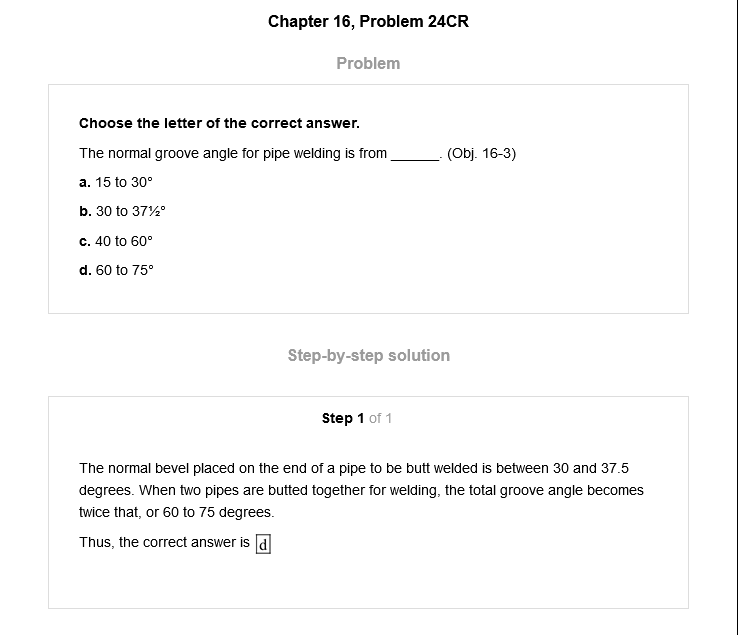 Chapter 16, Problem 24CR
Problem
Choose the letter of the correct answer.
The normal groove angle for pipe welding is from ______. (Obj. 16-3)
a. 15 to 30°
b. 30 to 37½°
c. 40 to 60°
d. 60 to 75°
Step-by-step solution
Step 1 of 1
The normal bevel placed on the end of a pipe to be butt welded is between 30 and 37.5
degrees. When two pipes are butted together for welding, the total groove angle becomes
twice that, or 60 to 75 degrees.
Thus, the correct answer is d